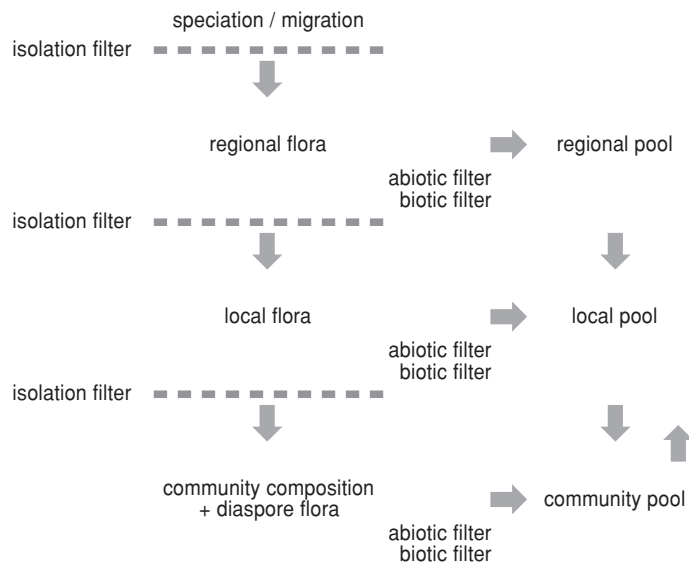 speciation / migration
isolation filter
regional flora
regional pool
abiotic filter
biotic filter
isolation filter
local flora
local pool
abiotic filter
biotic filter
isolation filter
community composition
+ diaspore flora
community pool
abiotic filter
biotic filter